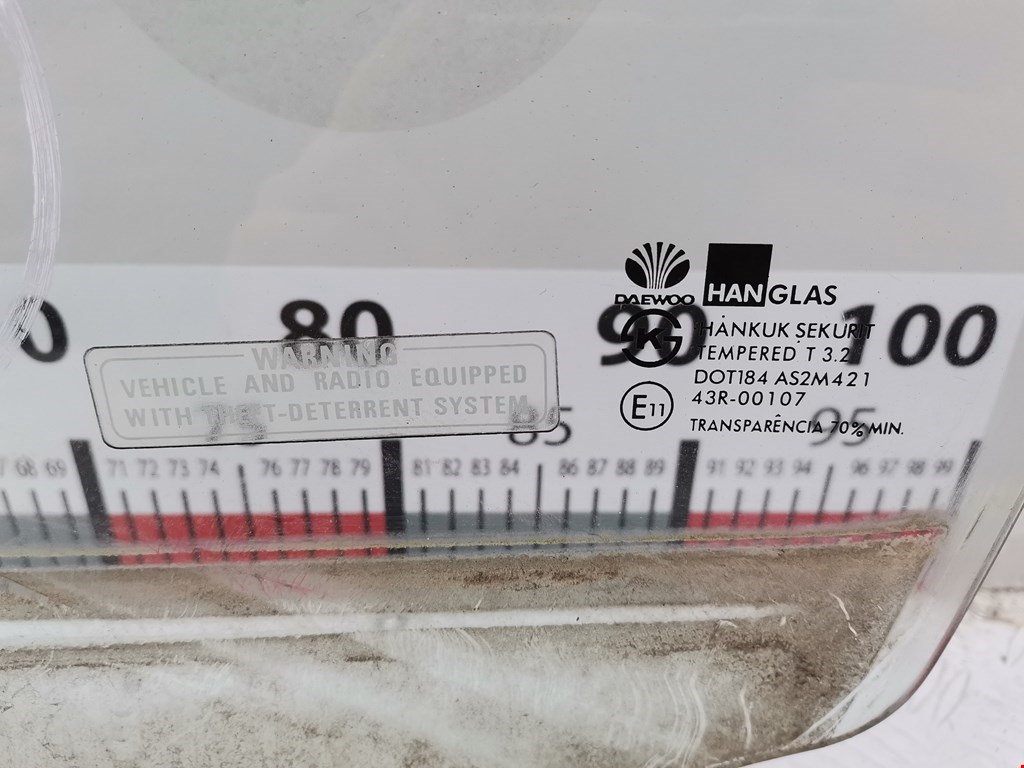 DAEWOO HANGLAS
80 90 100
HANKUK SEKURIT
TEMPERED T 3.2
DOT184 AS2M421
43R-00107
TRANSPARÊNCIA 70% MIN.
KG
E11
WARNING
VEHICLE AND RADIO EQUIPPED
WITH THEFT-DETERRENT SYSTEM
75 85 95
68 69 71 72 73 74 76 77 78 79 81 82 83 84 86 87 88 89 91 92 93 94 96 97 98 99